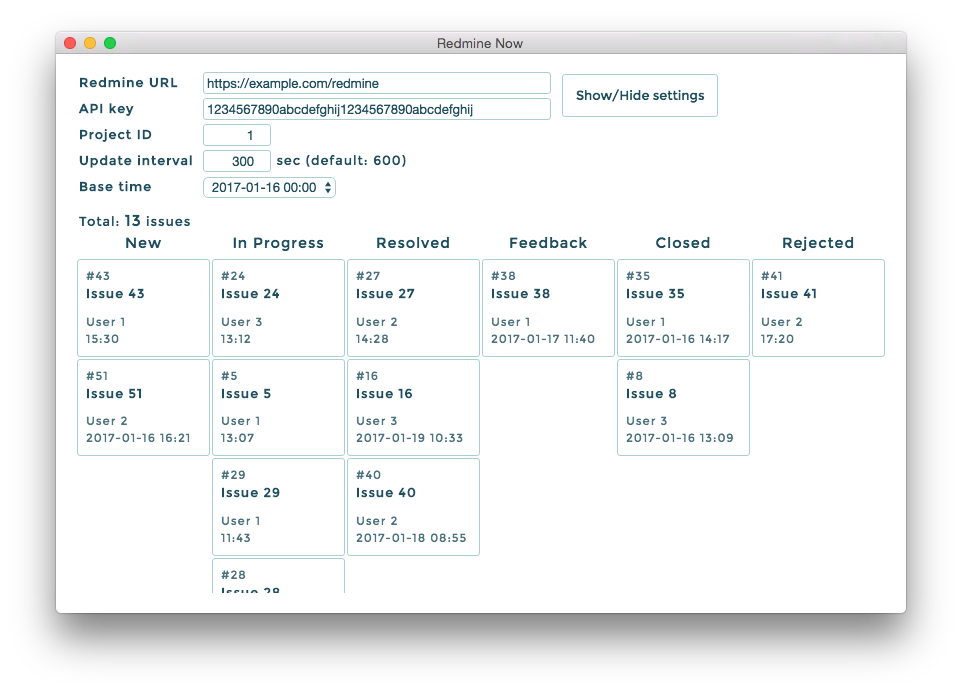 Redmine Now
Redmine URL https://example.com/redmine Show/Hide settings
API key 1234567890abcdefghij1234567890abcdefghij
Project ID 1
Update interval 300 sec (default: 600)
Base time 2017-01-16 00:00
Total: 13 issues
New In Progress Resolved Feedback Closed Rejected
#43 #24 #27 #38 #35 #41
Issue 43 Issue 24 Issue 27 Issue 38 Issue 35 Issue 41
User 1 User 3 User 2 User 1 User 1 User 2
15:30 13:12 14:28 2017-01-17 11:40 2017-01-16 14:17 17:20
#51 #5 #16 #8
Issue 51 Issue 5 Issue 16 Issue 8
User 2 User 1 User 3 User 3
2017-01-16 16:21 13:07 2017-01-19 10:33 2017-01-16 13:09
#29 #40
Issue 29 Issue 40
User 1 User 2
11:43 2017-01-18 08:55
#28
Issue 28